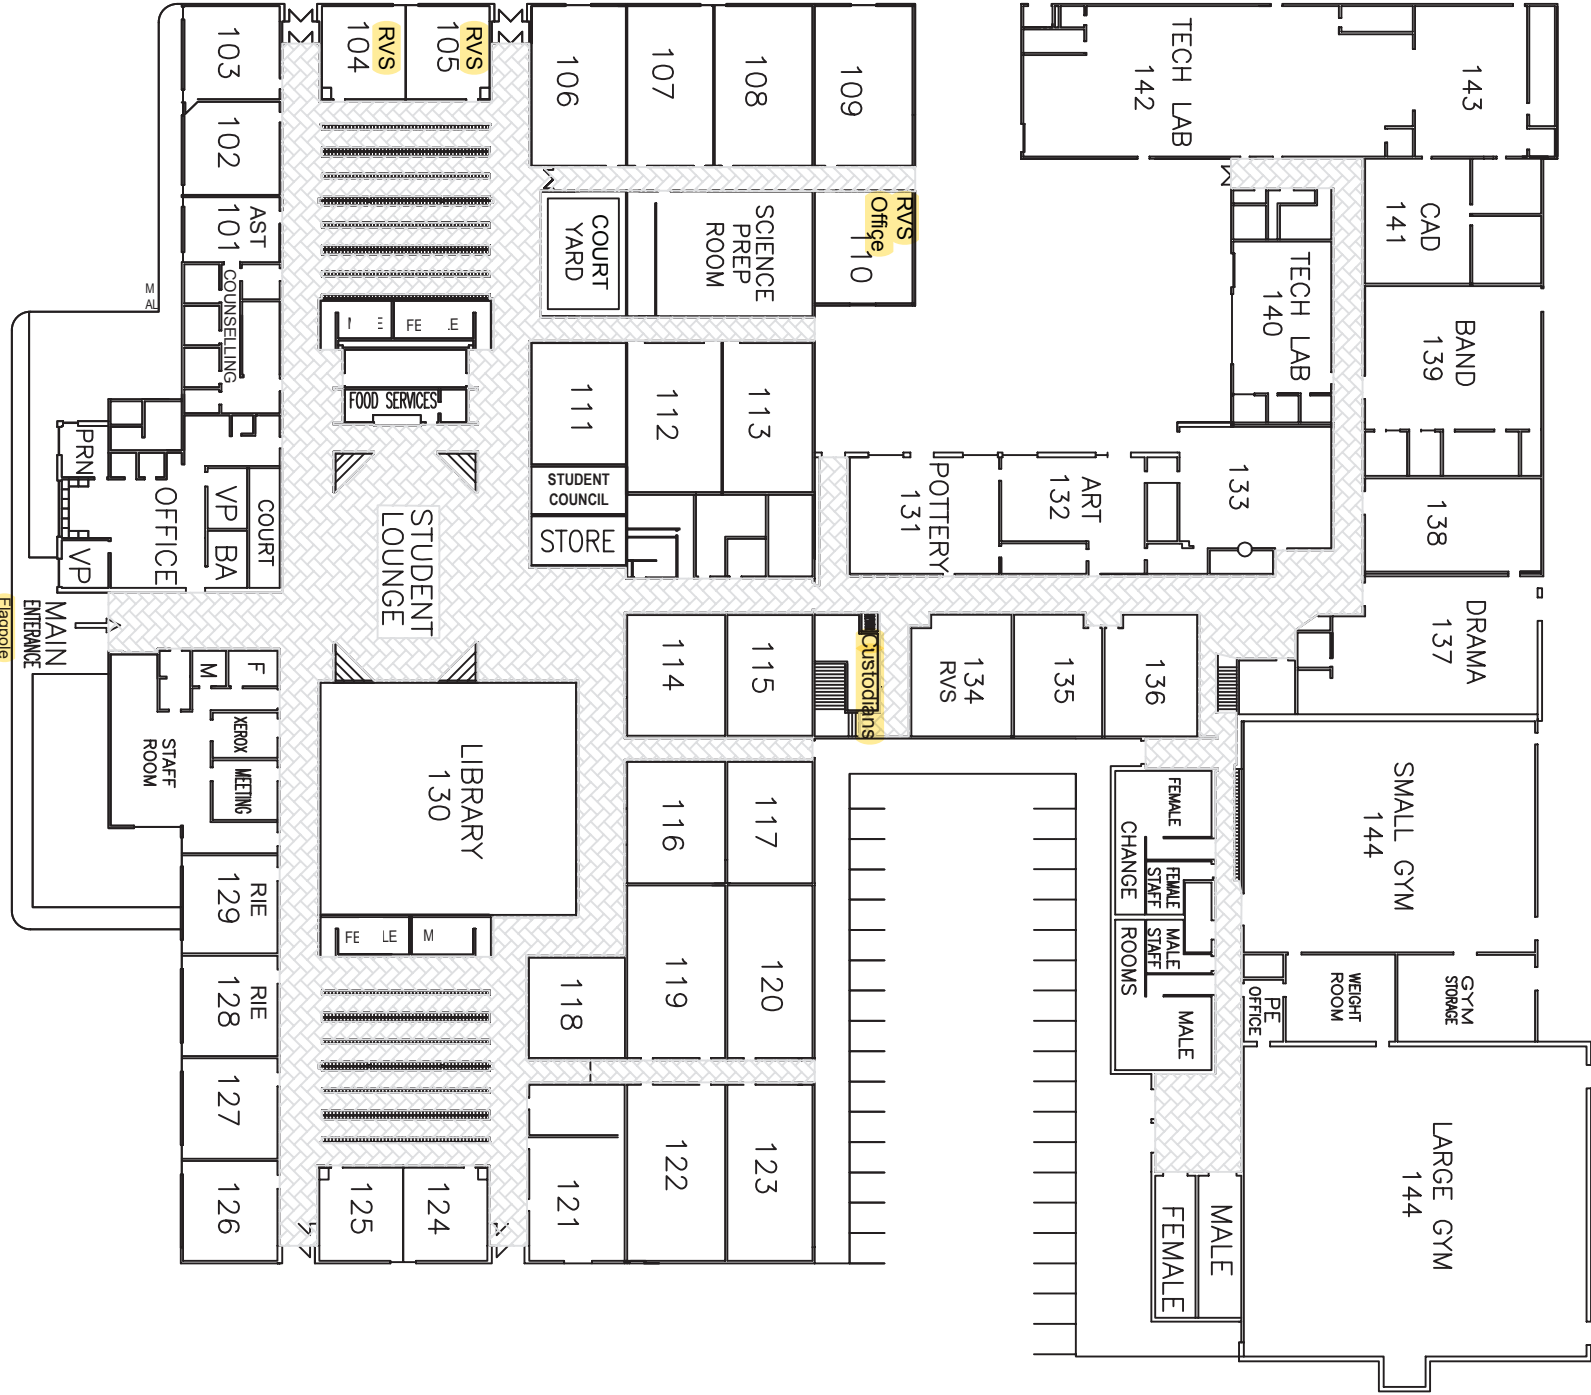 103
102
AST
101
COUNSELLING
M
AL
RVS
104
RVS
105
106
107
108
109
COURT
YARD
SCIENCE
PREP
ROOM
RVS
Office
110
FE LE
FOOD SERVICES
111
112
113
STUDENT
COUNCIL
STORE
PRN
OFFICE
VP
BA
COURT
VP
STUDENT
LOUNGE
MAIN
ENTERANCE
Flagpole
M
F
XEROX
MEETING
STAFF
ROOM
LIBRARY
130
114
115
116
117
118
119
120
121
122
123
124
125
126
127
RIE
128
RIE
129
FE LE
M
TECH LAB
142
143
CAD
141
TECH LAB
140
BAND
139
138
133
ART
132
POTTERY
131
Custodians
134
RVS
135
136
DRAMA
137
SMALL GYM
144
FEMALE
CHANGE
ROOMS
FEMALE
STAFF
MALE
STAFF
MALE
PE
OFFICE
WEIGHT
ROOM
GYM
STORAGE
LARGE GYM
144
MALE
FEMALE